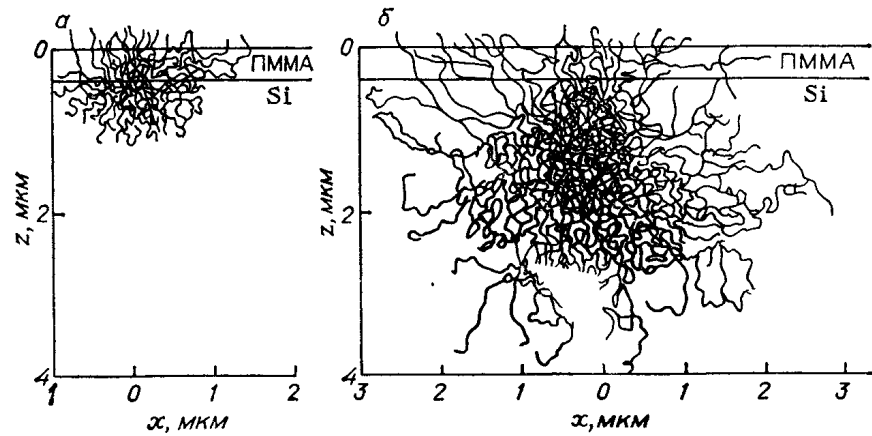 а
0
ПММА
Si
z, мкм
2
4
1 0 1 2
x, мкм
б
0
ПММА
Si
z, мкм
2
4
3 2 1 0 1 2 3
x, мкм